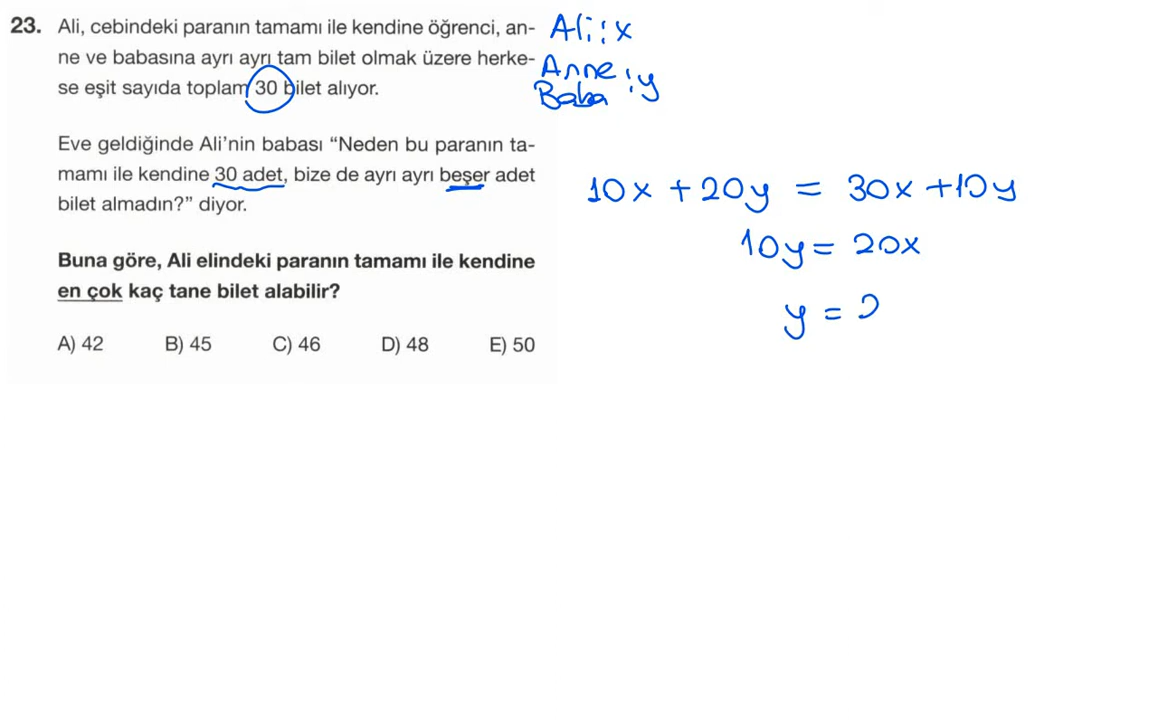 23. Ali, cebindeki paranın tamamı ile kendine öğrenci, an-
ne ve babasına ayrı ayrı tam bilet olmak üzere herke-
se eşit sayıda toplam 30 bilet alıyor.
Eve geldiğinde Ali'nin babası "Neden bu paranın ta-
mamı ile kendine 30 adet, bize de ayrı ayrı beşer adet
bilet almadın?" diyor.
Buna göre, Ali elindeki paranın tamamı ile kendine
en çok kaç tane bilet alabilir?
A) 42 B) 45 C) 46 D) 48 E) 50
Ali: x
Anne : y
Baba
10x + 20y = 30x + 10y
10y = 20x
y =